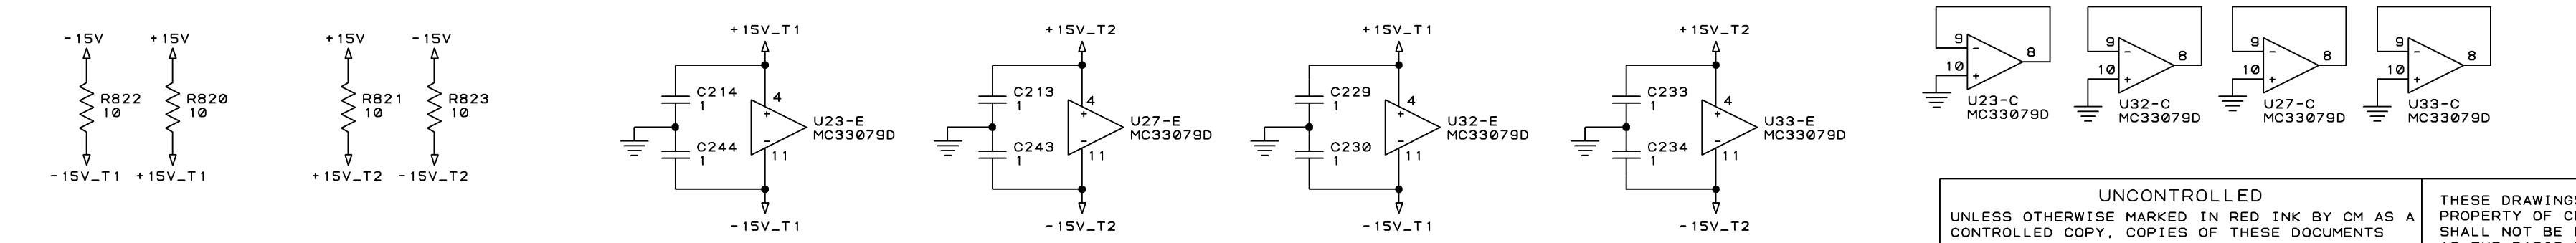 -15V
+15V
R822
10
R820
10
-15V_T1
+15V_T1
+15V
-15V
R821
10
R823
10
+15V_T2
-15V_T2
+15V_T1
C214
1
4
+
-
11
C244
1
U23-E
MC33079D
-15V_T1
+15V_T2
C213
1
4
+
-
11
C243
1
U27-E
MC33079D
-15V_T2
+15V_T1
C229
1
4
+
-
11
C230
1
U32-E
MC33079D
-15V_T1
+15V_T2
C233
1
4
+
-
11
C234
1
U33-E
MC33079D
-15V_T2
9
-
8
10
+
U23-C
MC33079D
9
-
8
10
+
U32-C
MC33079D
9
-
8
10
+
U27-C
MC33079D
9
-
8
10
+
U33-C
MC33079D
UNCONTROLLED
UNLESS OTHERWISE MARKED IN RED INK BY CM AS A
CONTROLLED COPY, COPIES OF THESE DOCUMENTS
THESE DRAWINGS
PROPERTY OF
SHALL NOT BE